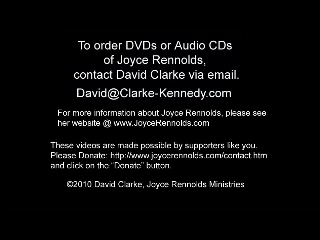 To order DVDs or Audio CDs
of Joyce Rennolds,
contact David Clarke via email.
David@Clarke-Kennedy.com
For more information about Joyce Rennolds, please see
her website @ www.JoyceRennolds.com
These videos are made possible by supporters like you.
Please Donate: http://www.joycerennolds.com/contact.htm
and click on the "Donate" button.
©2010 David Clarke, Joyce Rennolds Ministries